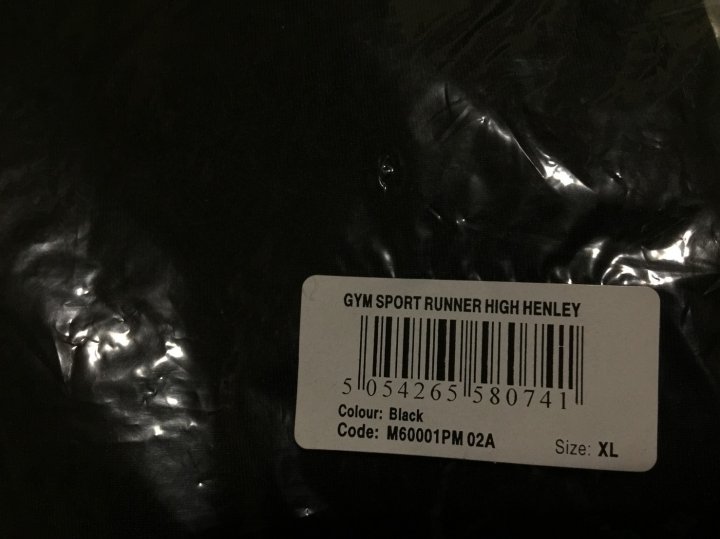 GYM SPORT RUNNER HIGH HENLEY
5 054265 580741
Colour: Black
Code: M60001PM 02A
Size: XL